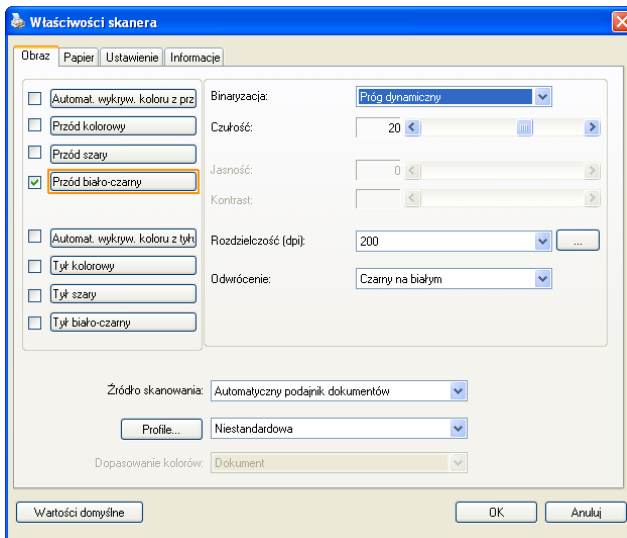 Właściwości skanera
Obraz Papier Ustawienie Informacje
Automat. wykryw. koloru z prz
Przód kolorowy
Przód szary
Przód biało-czarny
Automat. wykryw. koloru z tyłu
Tył kolorowy
Tył szary
Tył biało-czarny
Binaryzacja: Próg dynamiczny
Czułość: 20
Jasność: 0
Kontrast:
Rozdzielczość (dpi): 200 ...
Odwrócenie: Czarny na białym
Źródło skanowania: Automatyczny podajnik dokumentów
Profile... Niestandardowa
Dopasowanie kolorów: Dokument
Wartości domyślne OK Anuluj